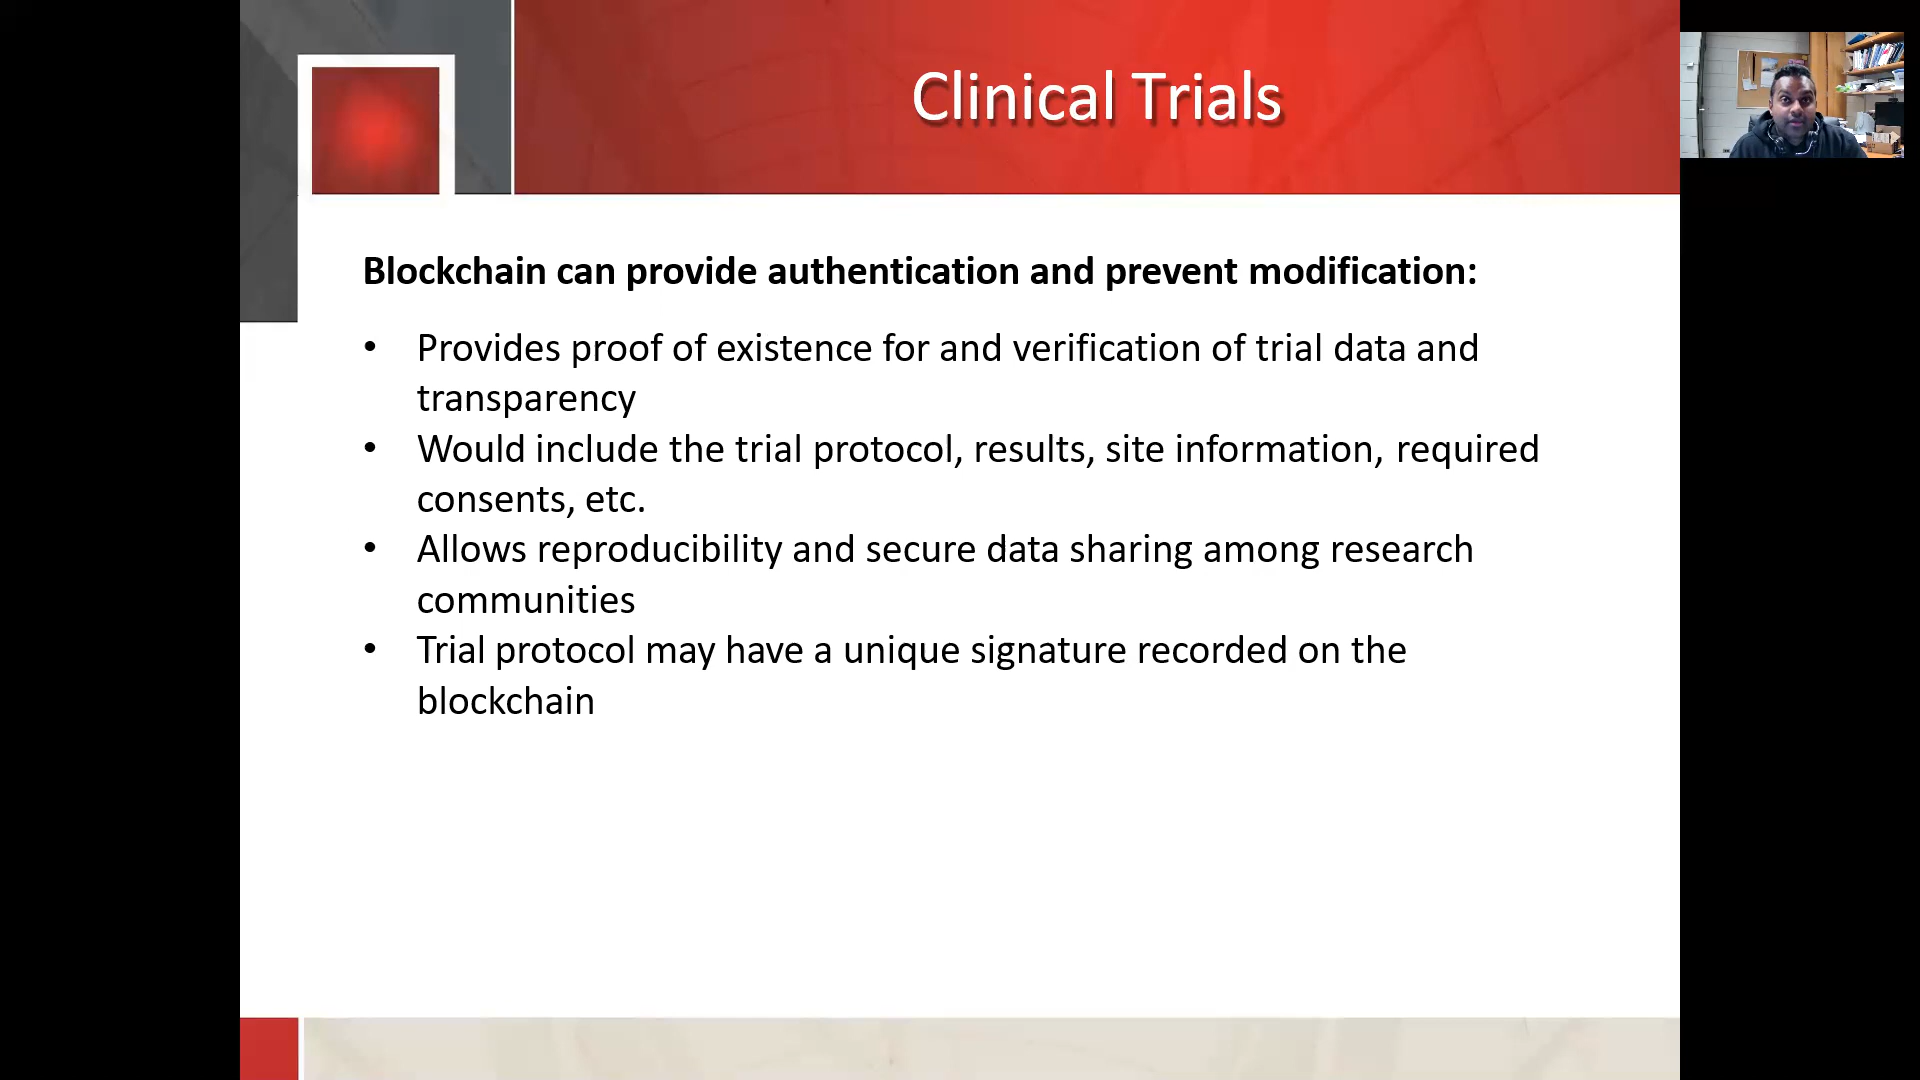 Clinical Trials
Blockchain can provide authentication and prevent modification:
• Provides proof of existence for and verification of trial data and
transparency
• Would include the trial protocol, results, site information, required
consents, etc.
• Allows reproducibility and secure data sharing among research
communities
• Trial protocol may have a unique signature recorded on the
blockchain